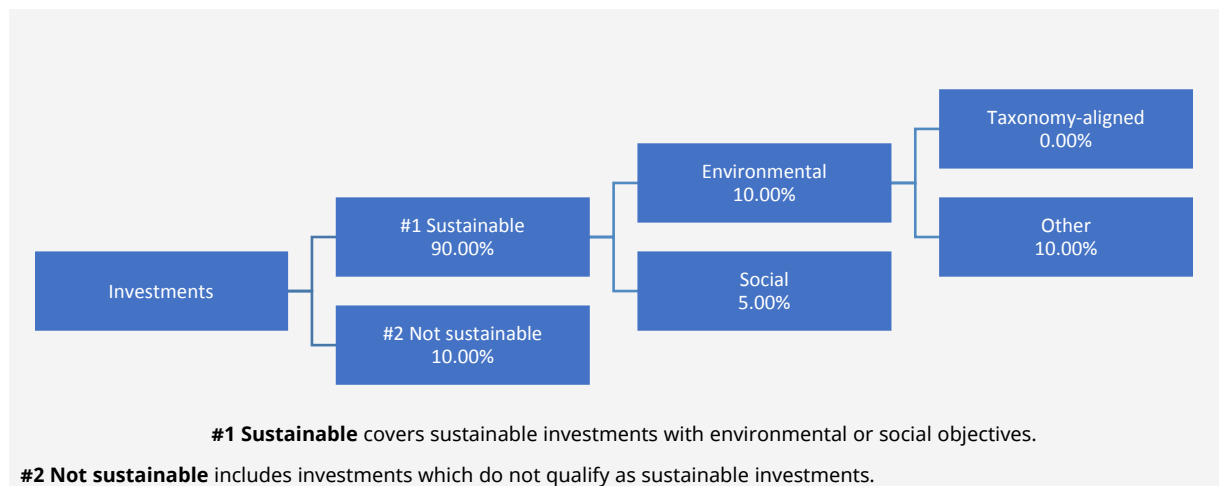 Investments
#1 Sustainable
90.00%
#2 Not sustainable
10.00%
Environmental
10.00%
Social
5.00%
Taxonomy-aligned
0.00%
Other
10.00%
#1 Sustainable covers sustainable investments with environmental or social objectives.
#2 Not sustainable includes investments which do not qualify as sustainable investments.